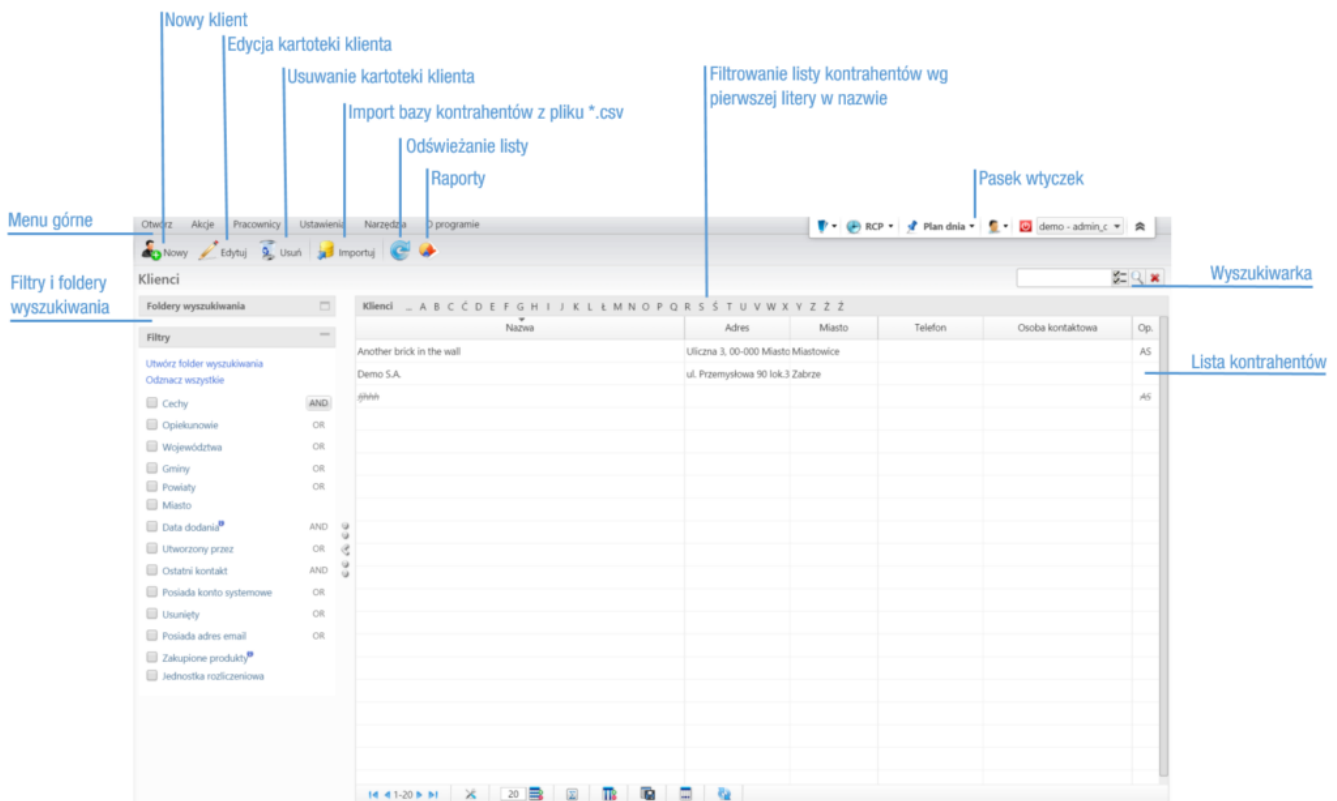 Nowy klient
Edycja kartoteki klienta
Usuwanie kartoteki klienta
Filtrowanie listy kontrahentów wg
pierwszej litery w nazwie
Import bazy kontrahentów z pliku *.csv
Odświeżanie listy
Raporty
Pasek wtyczek
Menu górne
Otwórz Akcje Pracownicy Ustawienia Narzędzia O programie
RCP Plan dnia demo - admin_c
Nowy Edytuj Usuń Importuj
Klienci
Wyszukiwarka
Filtry i foldery
wyszukiwania
Foldery wyszukiwania
Klienci _ A B C Ć D E F G H I J K L Ł M N O P Q R S Ś T U V W X Y Z Ź Ż
Filtry
Nazwa Adres Miasto Telefon Osoba kontaktowa Op.
Another brick in the wall Uliczna 3, 00-000 Miasto Miastowice AS
Demo S.A. ul. Przemysłowa 90 lok.3 Zabrze
AS
Lista kontrahentów
Utwórz folder wyszukiwania
Odznacz wszystkie
Cechy AND
Opiekunowie OR
Województwa OR
Gminy OR
Powiaty OR
Miasto
Data dodania AND
Utworzony przez OR
Ostatni kontakt AND
Posiada konto systemowe OR
Usunięty OR
Posiada adres email OR
Zakupione produkty
Jednostka rozliczeniowa
1-20 20